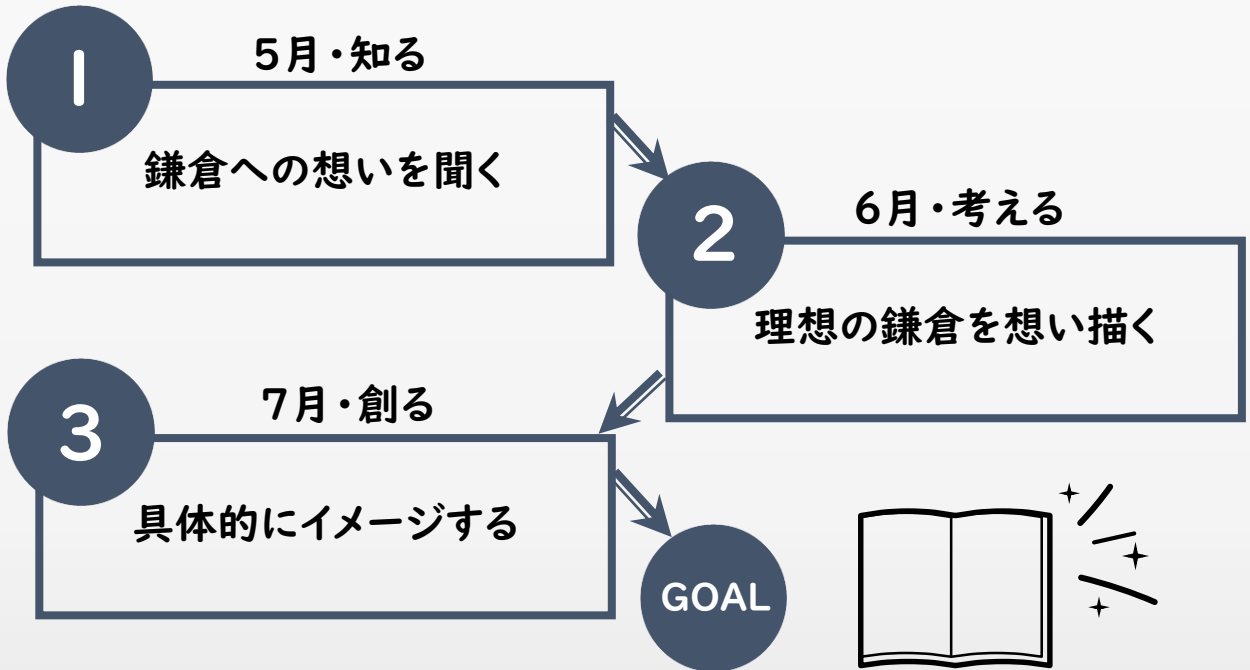 1
5月・知る
鎌倉への想いを聞く
2
6月・考える
理想の鎌倉を想い描く
3
7月・創る
具体的にイメージする
GOAL